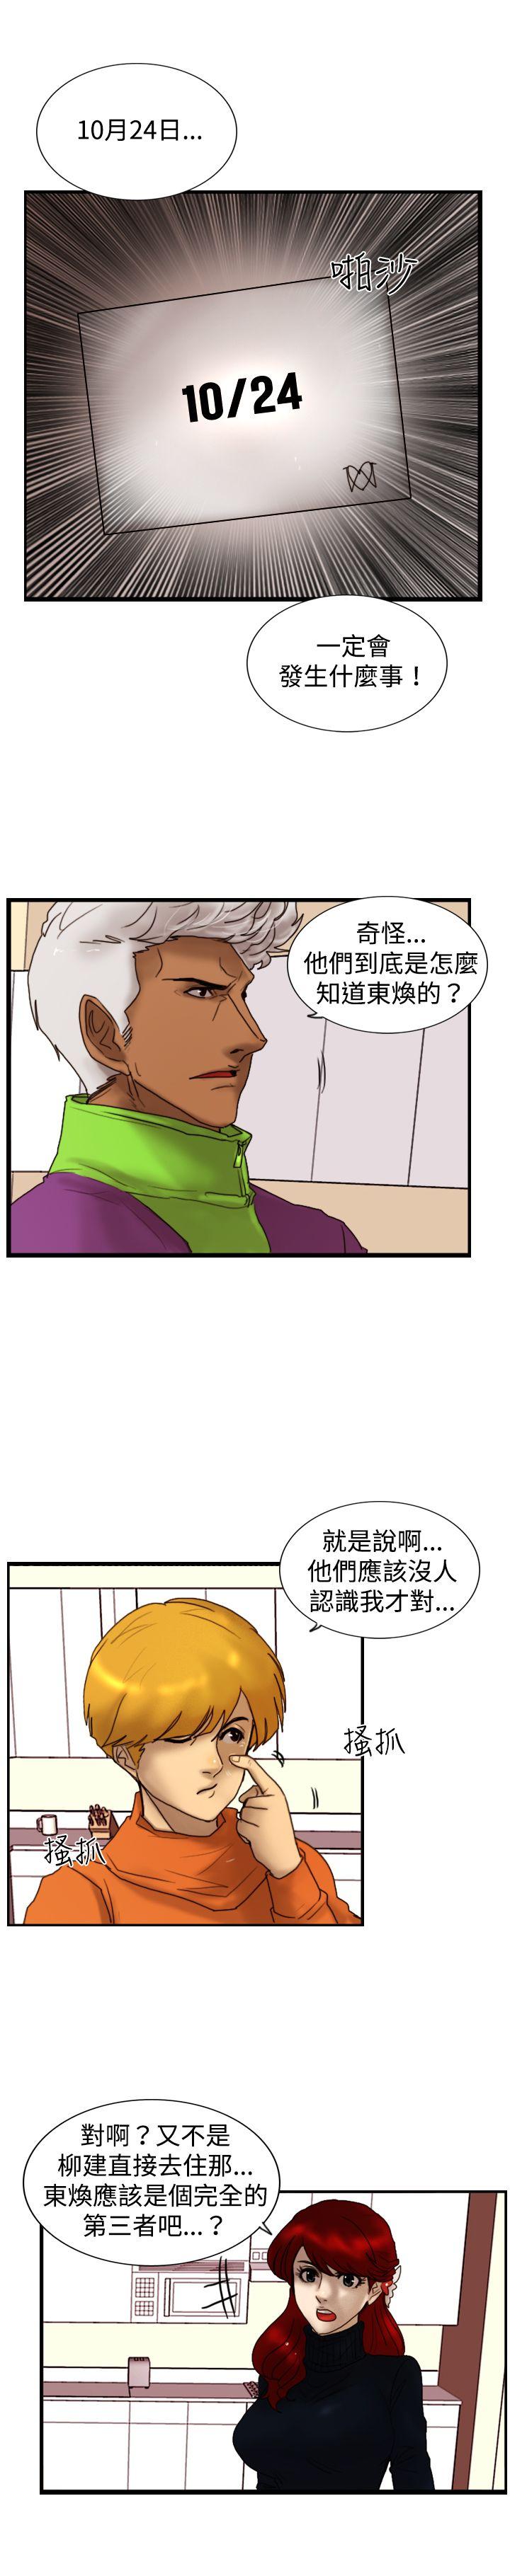 10月24日...
啪沙
10/24
一定會
發生什麼事！
奇怪...
他們到底是怎麼
知道東煥的？
就是說啊...
他們應該沒人
認識我才對...
搔抓
搔抓
對啊？又不是
柳建直接去住那...
東煥應該是個完全的
第三者吧...？